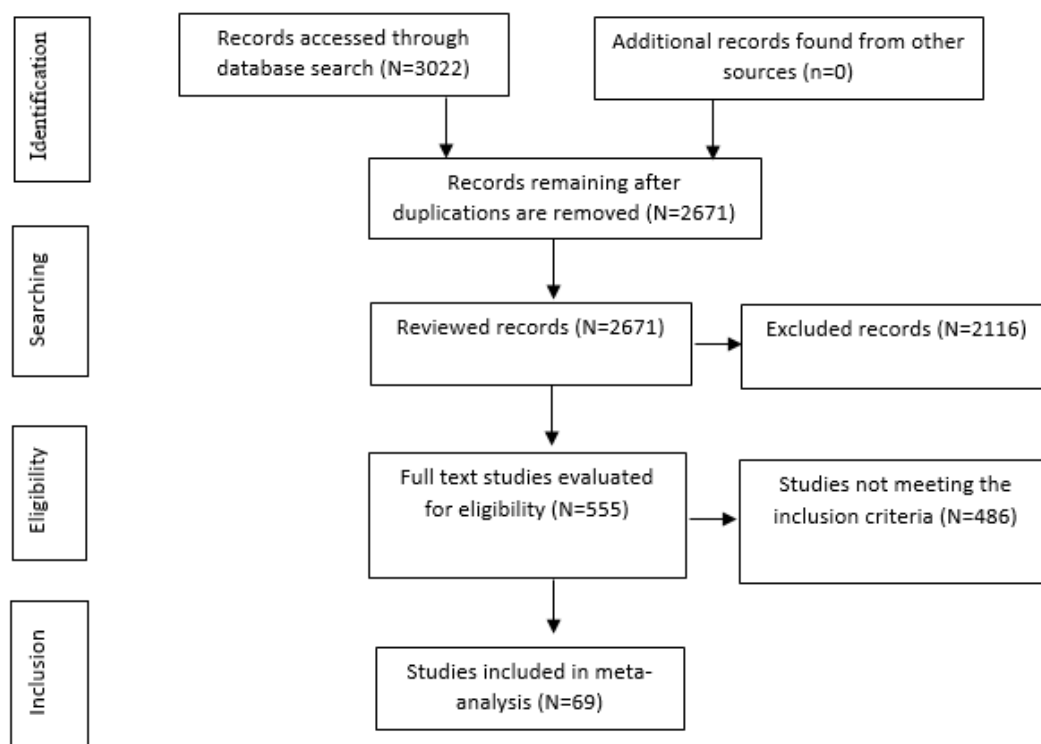 Identification
Records accessed through
database search (N=3022)
Additional records found from other
sources (n=0)
Records remaining after
duplications are removed (N=2671)
Searching
Reviewed records (N=2671)
Excluded records (N=2116)
Eligibility
Full text studies evaluated
for eligibility (N=555)
Studies not meeting the
inclusion criteria (N=486)
Inclusion
Studies included in meta-
analysis (N=69)